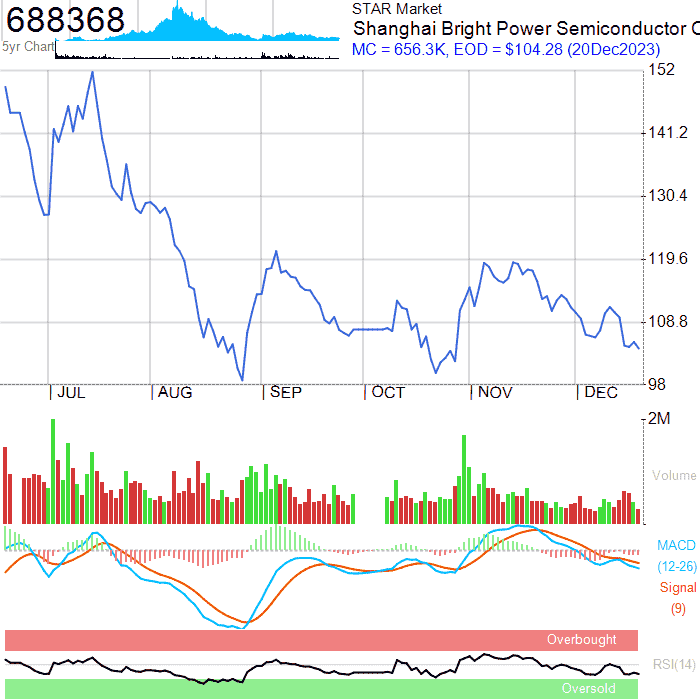 688368
STAR Market
Shanghai Bright Power Semiconductor C
5yr Chart
MC = 656.3K, EOD = $104.28 (20Dec2023)
152
141.2
130.4
119.6
108.8
98
JUL AUG SEP OCT NOV DEC
2M
Volume
MACD
(12-26)
Signal
(9)
Overbought
RSI(14)
Oversold